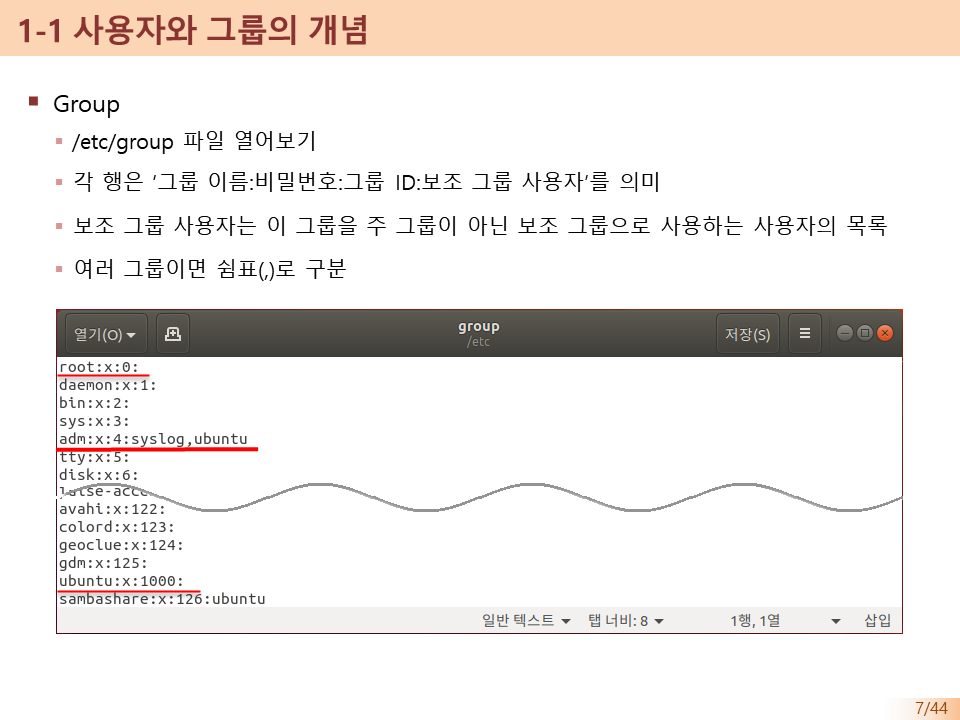 1-1 사용자와 그룹의 개념
Group
/etc/group 파일 열어보기
각 행은 ‘그룹 이름:비밀번호:그룹 ID:보조 그룹 사용자’를 의미
보조 그룹 사용자는 이 그룹을 주 그룹이 아닌 보조 그룹으로 사용하는 사용자의 목록
여러 그룹이면 쉼표(,)로 구분
열기(O)
group
/etc
저장(S)
root:x:0:
daemon:x:1:
bin:x:2:
sys:x:3:
adm:x:4:syslog,ubuntu
tty:x:5:
disk:x:6:
avahi:x:122:
colord:x:123:
geoclue:x:124:
gdm:x:125:
ubuntu:x:1000:
sambashare:x:126:ubuntu
일반 텍스트 탭 너비: 8 1행, 1열 삽입
7/44